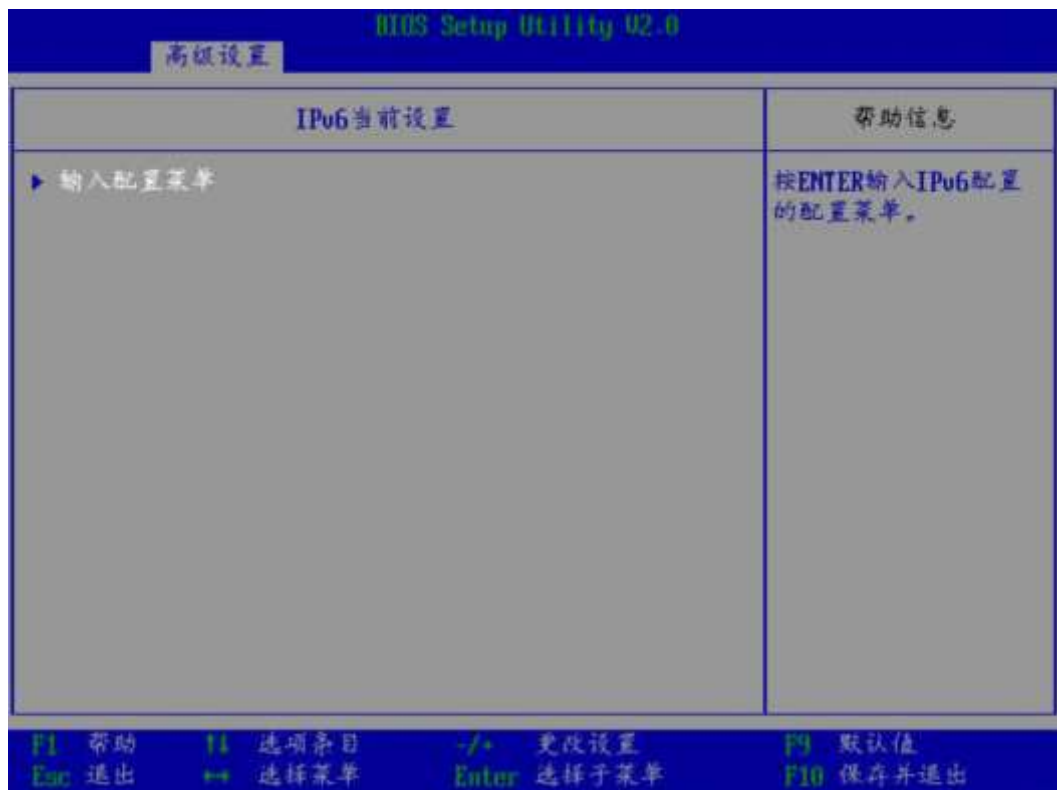 BIOS Setup Utility V2.0
高级设置
IPv6当前设置
帮助信息
输入配置菜单
按ENTER输入IPv6配置
的配置菜单。
F1 帮助 ↑↓ 选项条目 -/+ 更改设置 F9 默认值
Esc 退出 ←→ 选择菜单 Enter 选择子菜单 F10 保存并退出